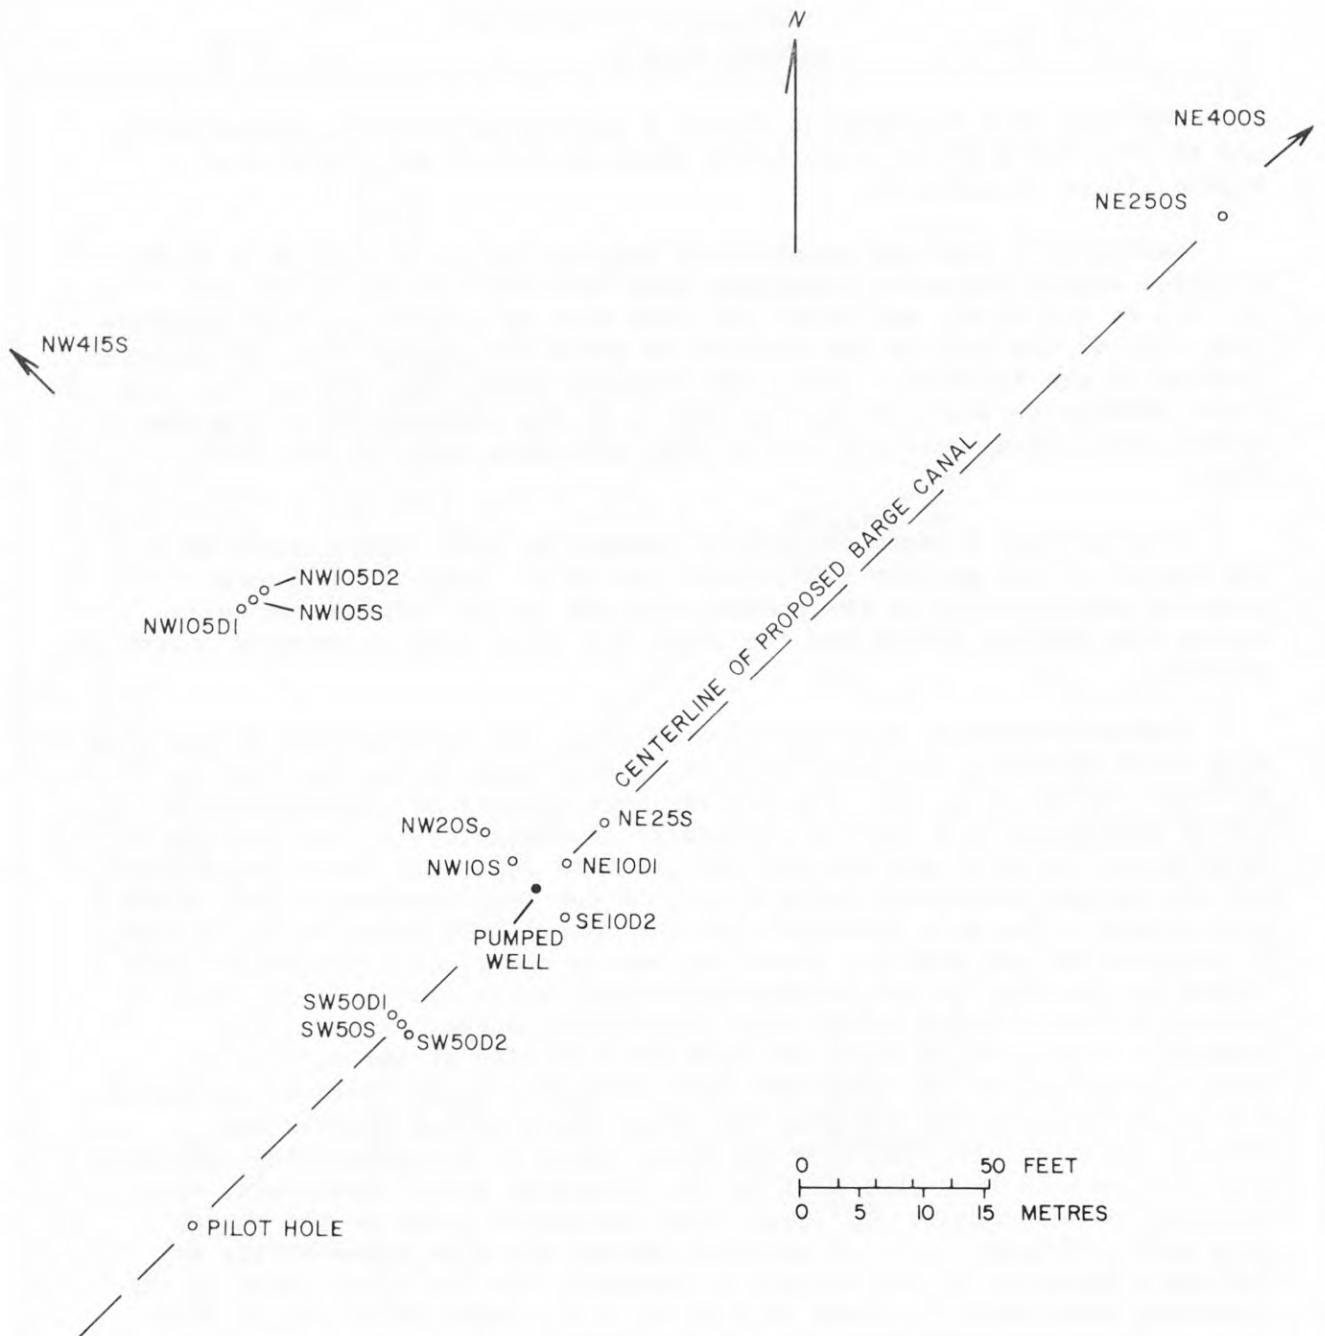 N
NE400S
NE250S
NW415S
NW105D2
NW105S
NW105D1
CENTERLINE OF PROPOSED BARGE CANAL
NW20S
NE25S
NW10S
NE10D1
SE10D2
PUMPED
WELL
SW50D1
SW50S
SW50D2
0 50 FEET
0 5 10 15 METRES
PILOT HOLE